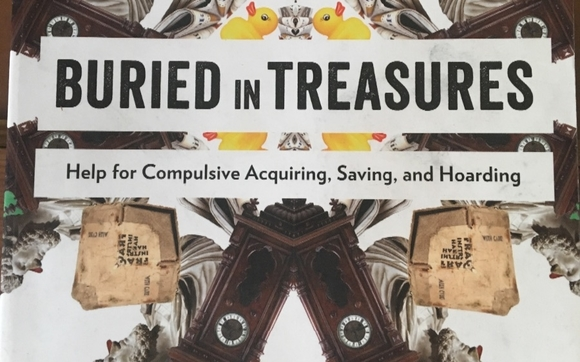 BURIED IN TREASURES
Help for Compulsive Acquiring, Saving, and Hoarding